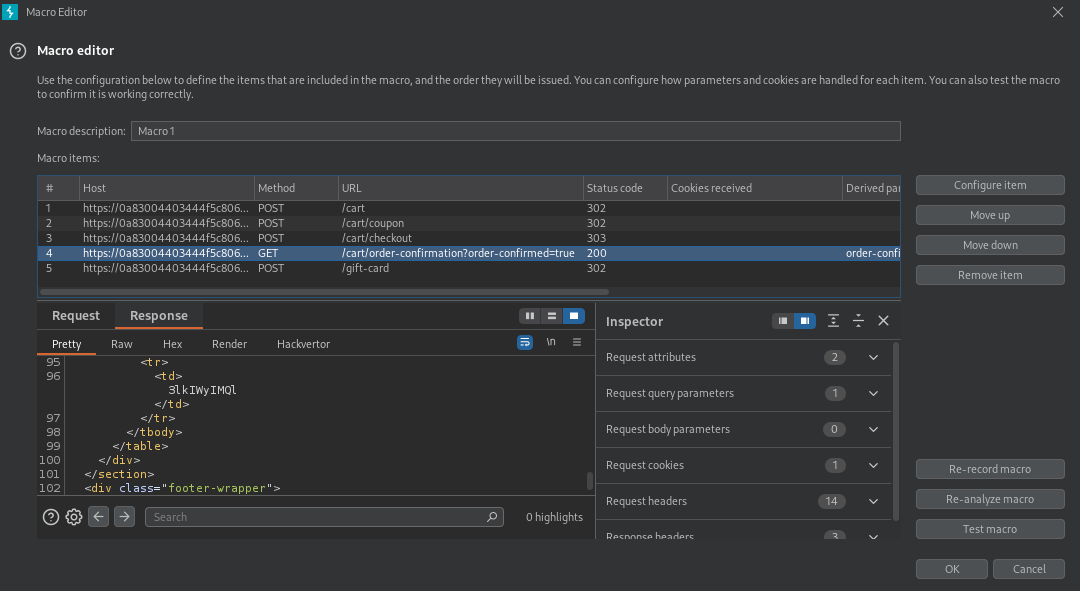 Macro Editor
Macro editor
Use the configuration below to define the items that are included in the macro, and the order they will be issued. You can configure how parameters and cookies are handled for each item. You can also test the macro
to confirm it is working correctly.
Macro description: Macro 1
Macro items:
# Host Method URL Status code Cookies received Derived par
1 https://0a83004403444f5c806... POST /cart 302
2 https://0a83004403444f5c806... POST /cart/coupon 302
3 https://0a83004403444f5c806... POST /cart/checkout 303
4 https://0a83004403444f5c806... GET /cart/order-confirmation?order-confirmed=true 200 order-confi
5 https://0a83004403444f5c806... POST /gift-card 302
Configure item
Move up
Move down
Remove item
Request Response
Pretty Raw Hex Render Hackvertor \n
95 <tr>
96 <td>
3lkIWyIMQl
</td>
97 </tr>
98 </tbody>
99 </table>
100 </div>
101 </section>
102 <div class="footer-wrapper">
Search 0 highlights
Inspector
Request attributes 2
Request query parameters 1
Request body parameters 0
Request cookies 1
Request headers 14
Response headers 3
Re-record macro
Re-analyze macro
Test macro
OK Cancel